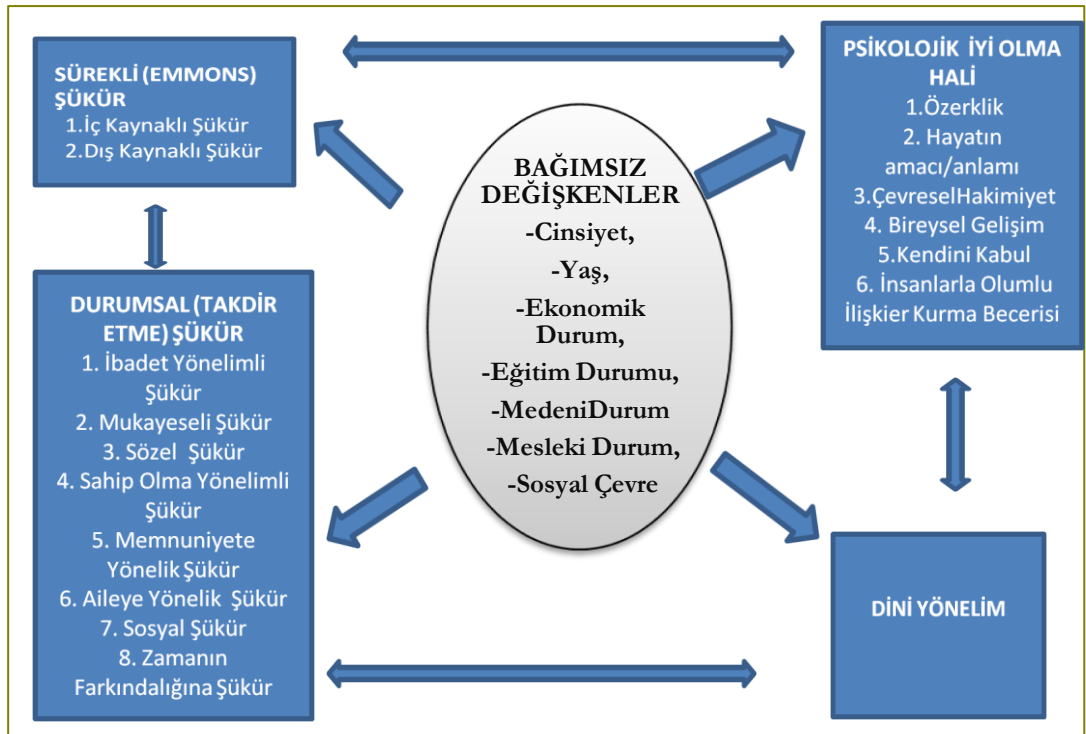 SÜREKLİ (EMMONS)
ŞÜKÜR
1.İç Kaynaklı Şükür
2.Dış Kaynaklı Şükür
DURUMSAL (TAKDİR
ETME) ŞÜKÜR
1. İbadet Yönelimli
Şükür
2. Mukayeseli Şükür
3. Sözel Şükür
4. Sahip Olma Yönelimli
Şükür
5. Memnuniyete
Yönelik Şükür
6. Aileye Yönelik Şükür
7. Sosyal Şükür
8. Zamanın
Farkındalığına Şükür
BAĞIMSIZ
DEĞİŞKENLER
-Cinsiyet,
-Yaş,
-Ekonomik
Durum,
-Eğitim Durumu,
-MedeniDurum
-Mesleki Durum,
-Sosyal Çevre
PSİKOLOJİK İYİ OLMA
HALİ
1.Özerklik
2. Hayatın
amacı/anlamı
3.ÇevreselHakimiyet
4. Bireysel Gelişim
5.Kendini Kabul
6. İnsanlarla Olumlu
İlişkier Kurma Becerisi
DİNİ YÖNELİM